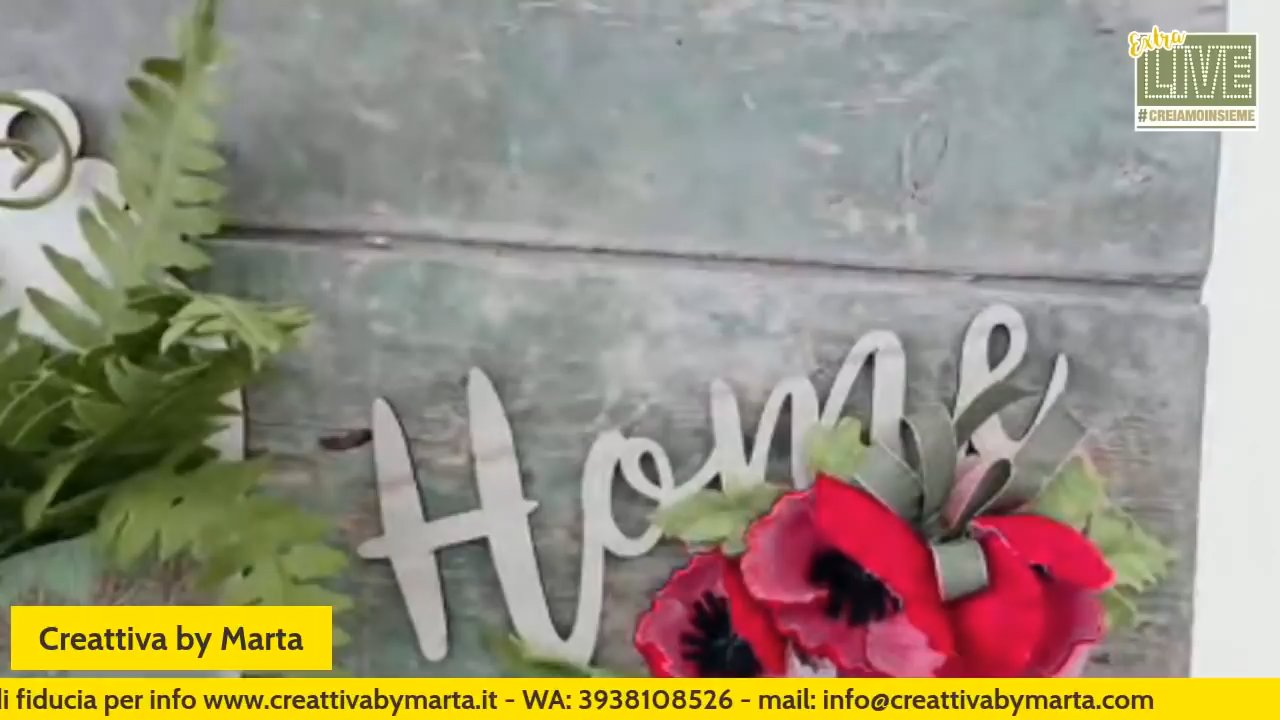 Extra
LIVE
#CREIAMOINSIEME
Home
Creattiva by Marta
di fiducia per info www.creattivabymarta.it - WA: 3938108526 - mail: info@creattivabymarta.com